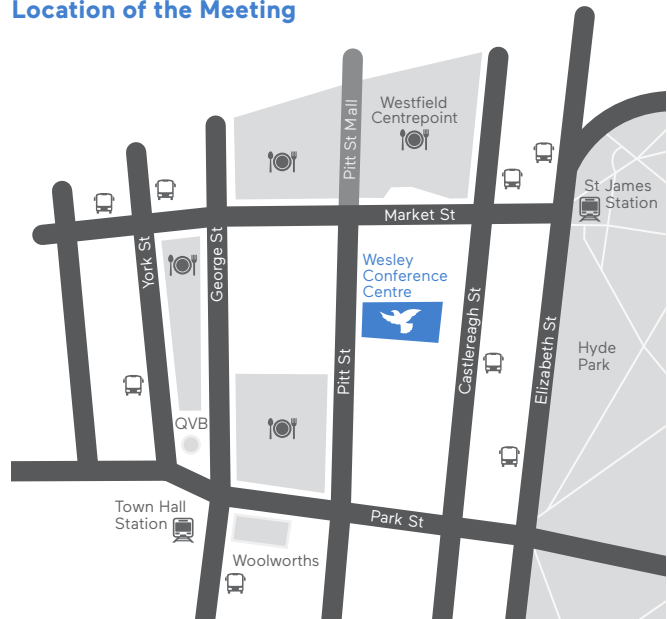 Location of the Meeting
Westfield
Centrepoint
Pitt St Mall
St James
Station
Market St
York St
George St
Wesley
Conference
Centre
Castlereagh St
Elizabeth St
Pitt St
Hyde
Park
QVB
Town Hall
Station
Park St
Woolworths